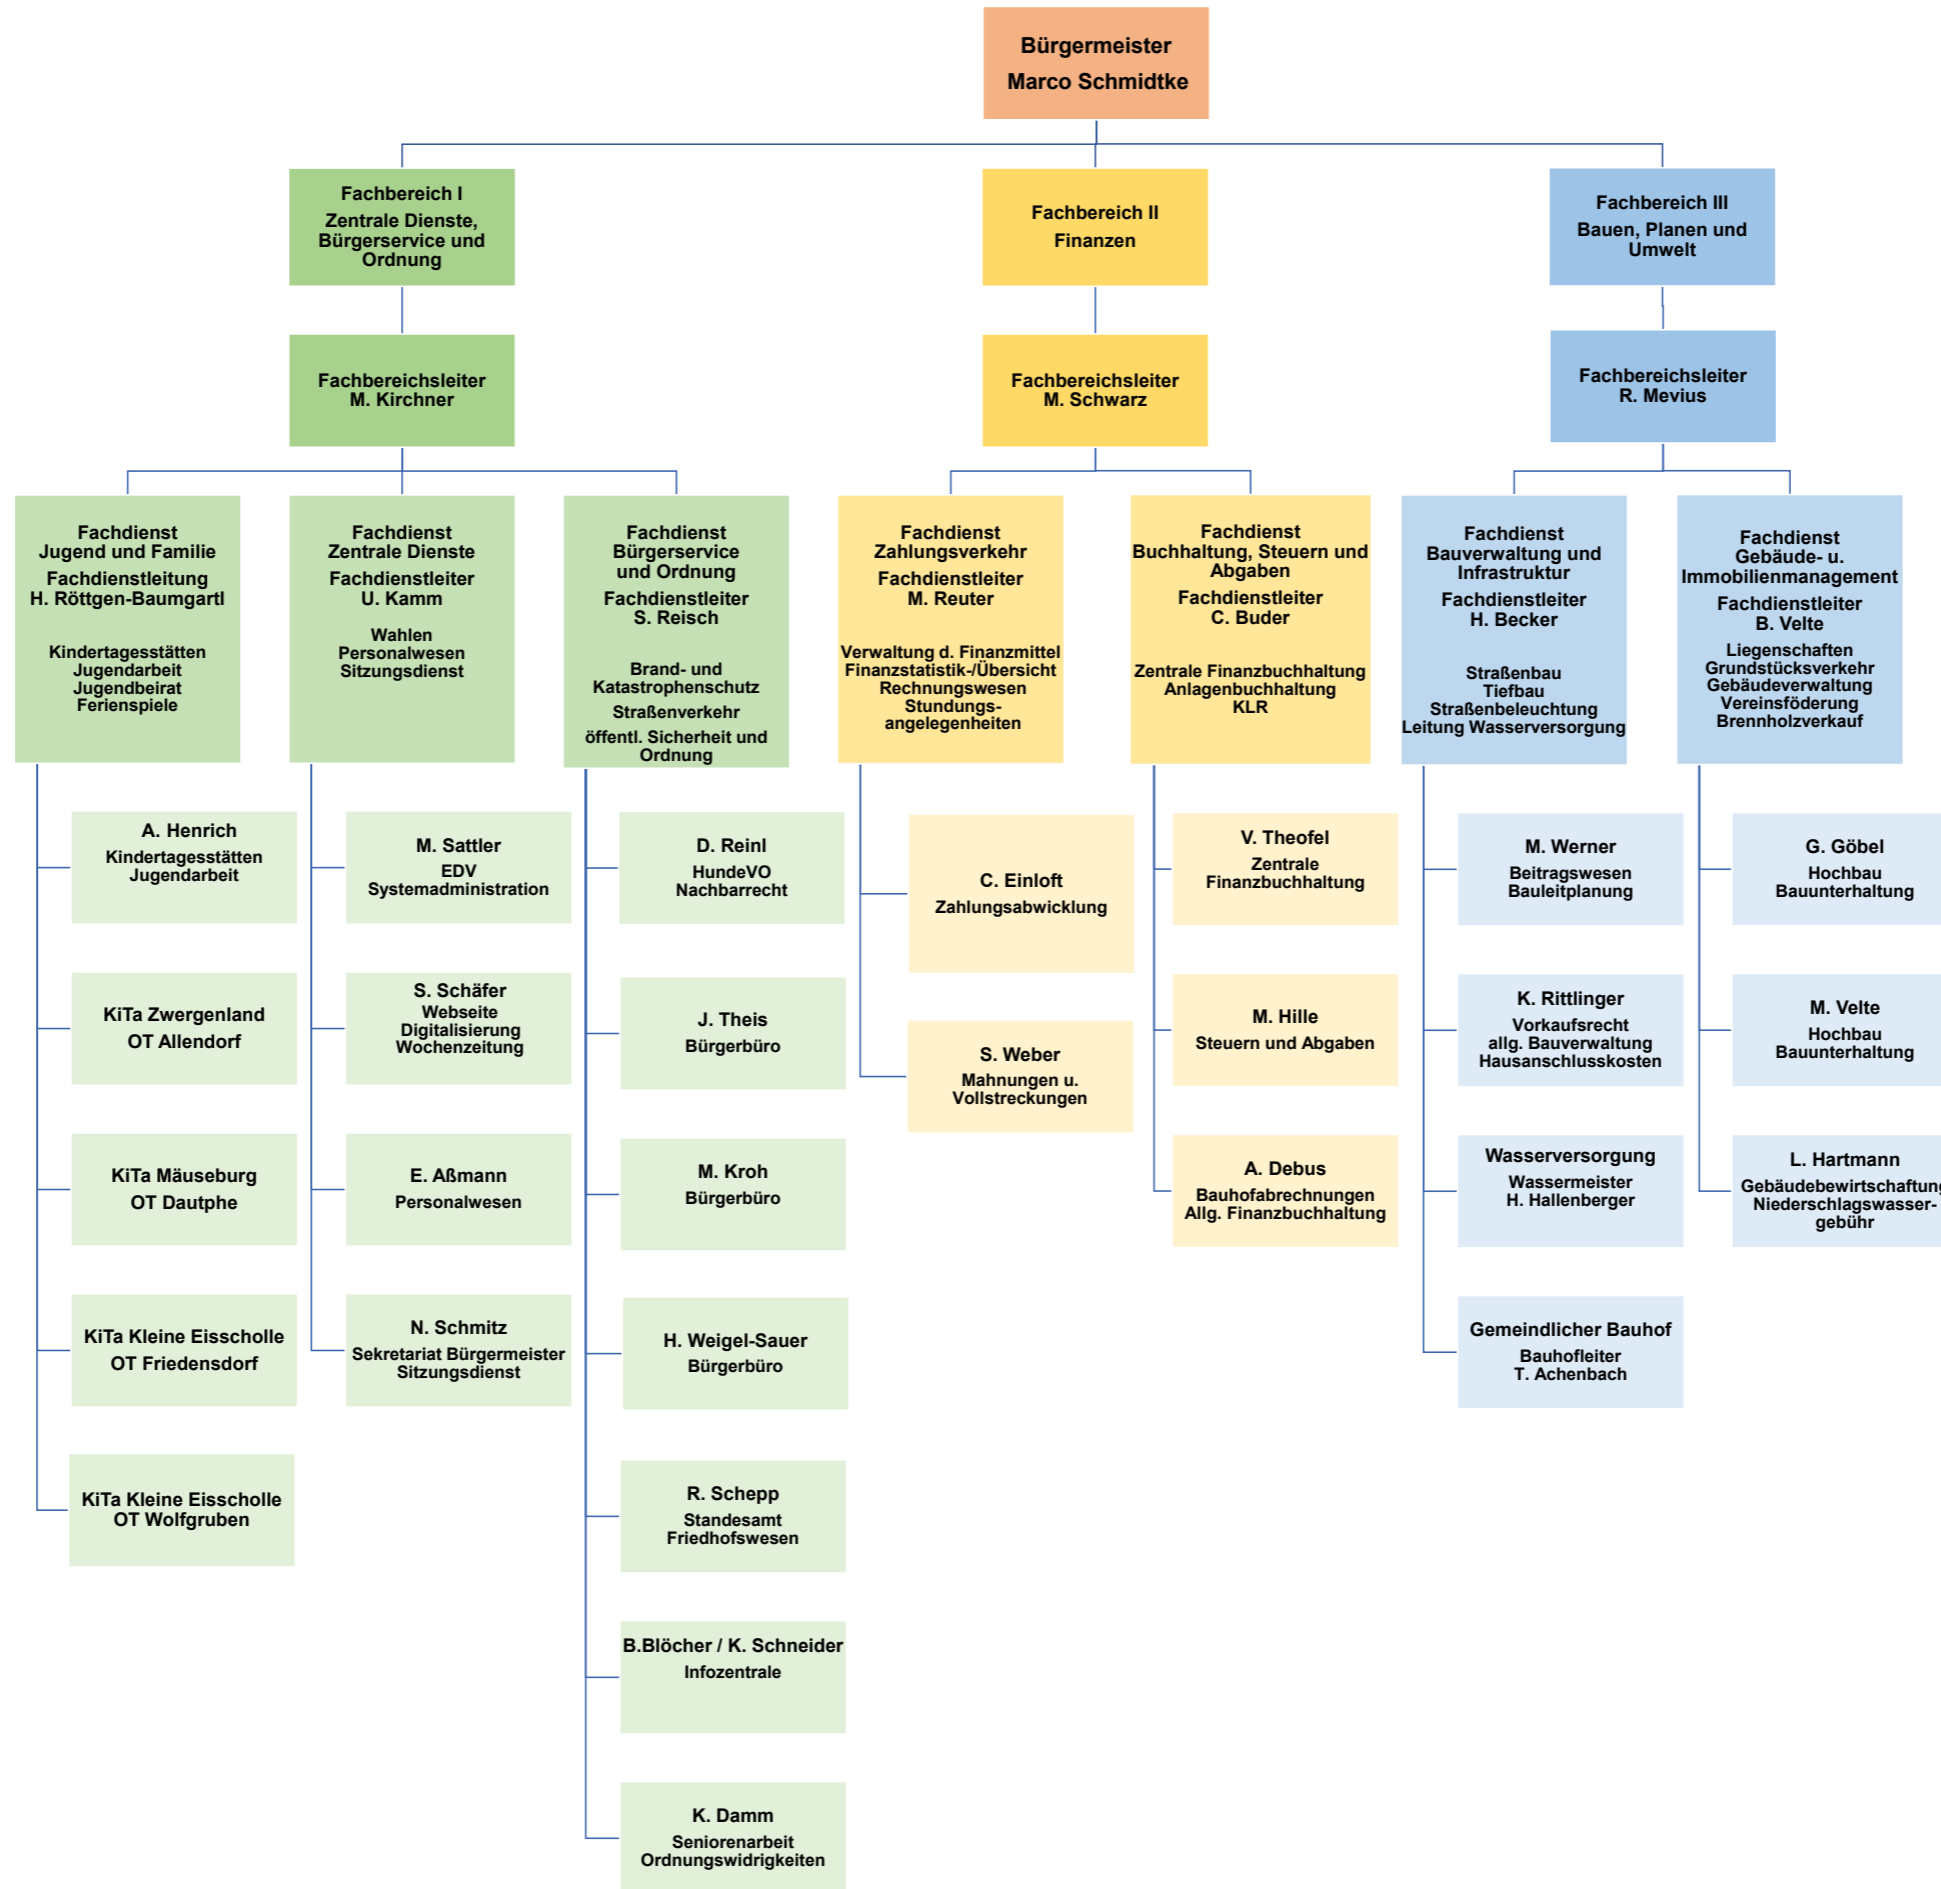 Bürgermeister
Marco Schmidtke
Fachbereich I
Zentrale Dienste,
Bürgerservice und
Ordnung
Fachbereich II
Finanzen
Fachbereich III
Bauen, Planen und
Umwelt
Fachbereichsleiter
M. Kirchner
Fachbereichsleiter
M. Schwarz
Fachbereichsleiter
R. Mevius
Fachdienst
Jugend und Familie
Fachdienstleitung
H. Röttgen-Baumgartl
Kindertagesstätten
Jugendarbeit
Jugendbeirat
Ferienspiele
Fachdienst
Zentrale Dienste
Fachdienstleiter
U. Kamm
Wahlen
Personalwesen
Sitzungsdienst
Fachdienst
Bürgerservice
und Ordnung
Fachdienstleiter
S. Reisch
Brand- und
Katastrophenschutz
Straßenverkehr
öffentl. Sicherheit und
Ordnung
Fachdienst
Zahlungsverkehr
Fachdienstleiter
M. Reuter
Verwaltung d. Finanzmittel
Finanzstatistik-/Übersicht
Rechnungswesen
Stundungs-
angelegenheiten
Fachdienst
Buchhaltung, Steuern und
Abgaben
Fachdienstleiter
C. Buder
Zentrale Finanzbuchhaltung
Anlagenbuchhaltung
KLR
Fachdienst
Bauverwaltung und
Infrastruktur
Fachdienstleiter
H. Becker
Straßenbau
Tiefbau
Straßenbeleuchtung
Leitung Wasserversorgung
Fachdienst
Gebäude- u.
Immobilienmanagement
Fachdienstleiter
B. Velte
Liegenschaften
Grundstücksverkehr
Gebäudeverwaltung
Vereinsföderung
Brennholzverkauf
A. Henrich
Kindertagesstätten
Jugendarbeit
KiTa Zwergenland
OT Allendorf
KiTa Mäuseburg
OT Dautphe
KiTa Kleine Eisscholle
OT Friedensdorf
KiTa Kleine Eisscholle
OT Wolfgruben
M. Sattler
EDV
Systemadministration
S. Schäfer
Webseite
Digitalisierung
Wochenzeitung
E. Aßmann
Personalwesen
N. Schmitz
Sekretariat Bürgermeister
Sitzungsdienst
D. Reinl
HundeVO
Nachbarrecht
J. Theis
Bürgerbüro
M. Kroh
Bürgerbüro
H. Weigel-Sauer
Bürgerbüro
R. Schepp
Standesamt
Friedhofswesen
B.Blöcher / K. Schneider
Infozentrale
K. Damm
Seniorenarbeit
Ordnungswidrigkeiten
C. Einloft
Zahlungsabwicklung
S. Weber
Mahnungen u.
Vollstreckungen
V. Theofel
Zentrale
Finanzbuchhaltung
M. Hille
Steuern und Abgaben
A. Debus
Bauhofabrechnungen
Allg. Finanzbuchhaltung
M. Werner
Beitragswesen
Bauleitplanung
K. Rittlinger
Vorkaufsrecht
allg. Bauverwaltung
Hausanschlusskosten
Wasserversorgung
Wassermeister
H. Hallenberger
Gemeindlicher Bauhof
Bauhofleiter
T. Achenbach
G. Göbel
Hochbau
Bauunterhaltung
M. Velte
Hochbau
Bauunterhaltung
L. Hartmann
Gebäudebewirtschaftung
Niederschlagswasser-
gebühr